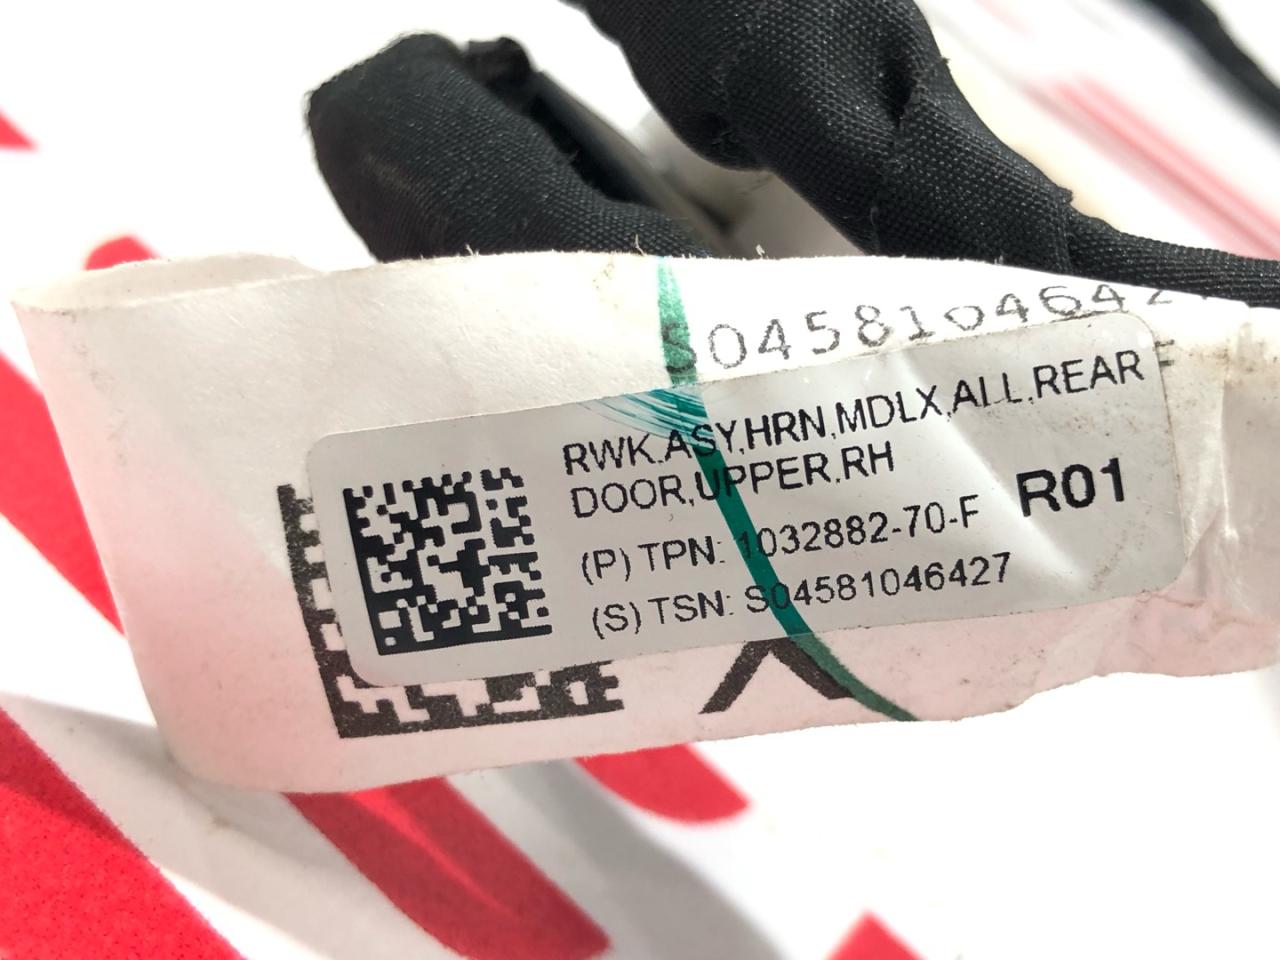 S04581046427
RWK,ASY,HRN,MDLX,ALL,REAR
DOOR,UPPER,RH
R01
(P) TPN: 1032882-70-F
(S) TSN: S04581046427